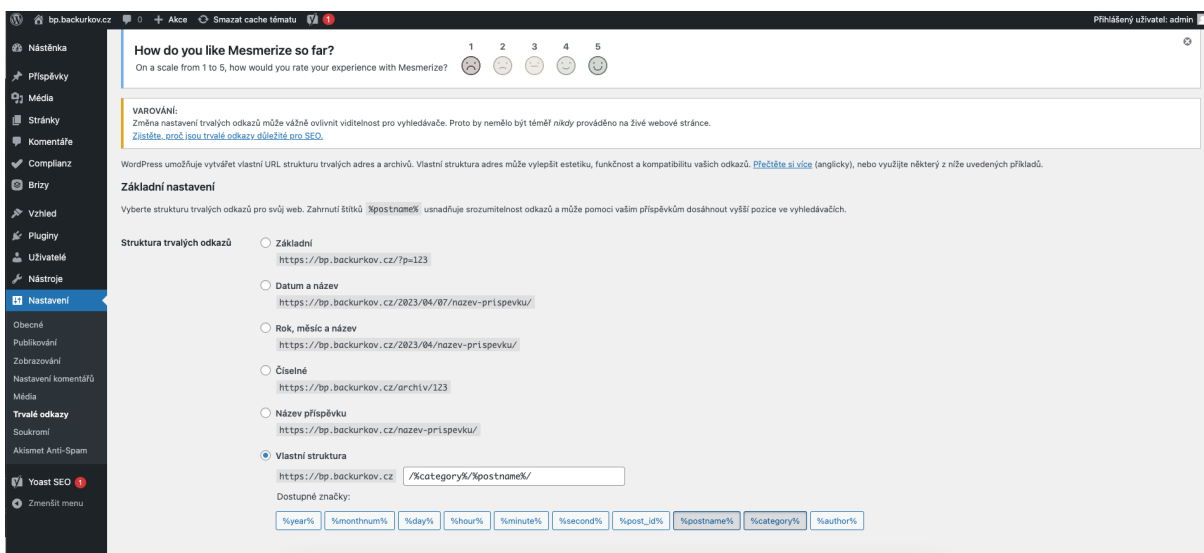 bp.backurkov.cz 0 + Akce Smazat cache tématu 1 Přihlášený uživatel: admin
Nástěnka
Příspěvky
Média
Stránky
Komentáře
Complianz
Brizy
Vzhled
Pluginy
Uživatelé
Nástroje
Nastavení
Obecné
Publikování
Zobrazování
Nastavení komentářů
Média
Trvalé odkazy
Soukromí
Akismet Anti-Spam
Yoast SEO 1
Zmenšit menu
How do you like Mesmerize so far?
On a scale from 1 to 5, how would you rate your experience with Mesmerize?
1 2 3 4 5
VAROVÁNÍ:
Změna nastavení trvalých odkazů může vážně ovlivnit viditelnost pro vyhledávače. Proto by nemělo být téměř nikdy prováděno na živé webové stránce.
Zjistěte, proč jsou trvalé odkazy důležité pro SEO.
WordPress umožňuje vytvářet vlastní URL strukturu trvalých adres a archivů. Vlastní struktura adres může vylepšit estetiku, funkčnost a kompatibilitu vašich odkazů. Přečtěte si více (anglicky), nebo využijte některý z níže uvedených příkladů.
Základní nastavení
Vyberte strukturu trvalých odkazů pro svůj web. Zahrnutí štítků %postname% usnadňuje srozumitelnost odkazů a může pomoci vašim příspěvkům dosáhnout vyšší pozice ve vyhledávačích.
Struktura trvalých odkazů
Základní
https://bp.backurkov.cz/?p=123
Datum a název
https://bp.backurkov.cz/2023/04/07/nazev-prispevku/
Rok, měsíc a název
https://bp.backurkov.cz/2023/04/nazev-prispevku/
Číselné
https://bp.backurkov.cz/archiv/123
Název příspěvku
https://bp.backurkov.cz/nazev-prispevku/
Vlastní struktura
https://bp.backurkov.cz /%category%/%postname%/
Dostupné značky:
%year% %monthnum% %day% %hour% %minute% %second% %post_id% %postname% %category% %author%